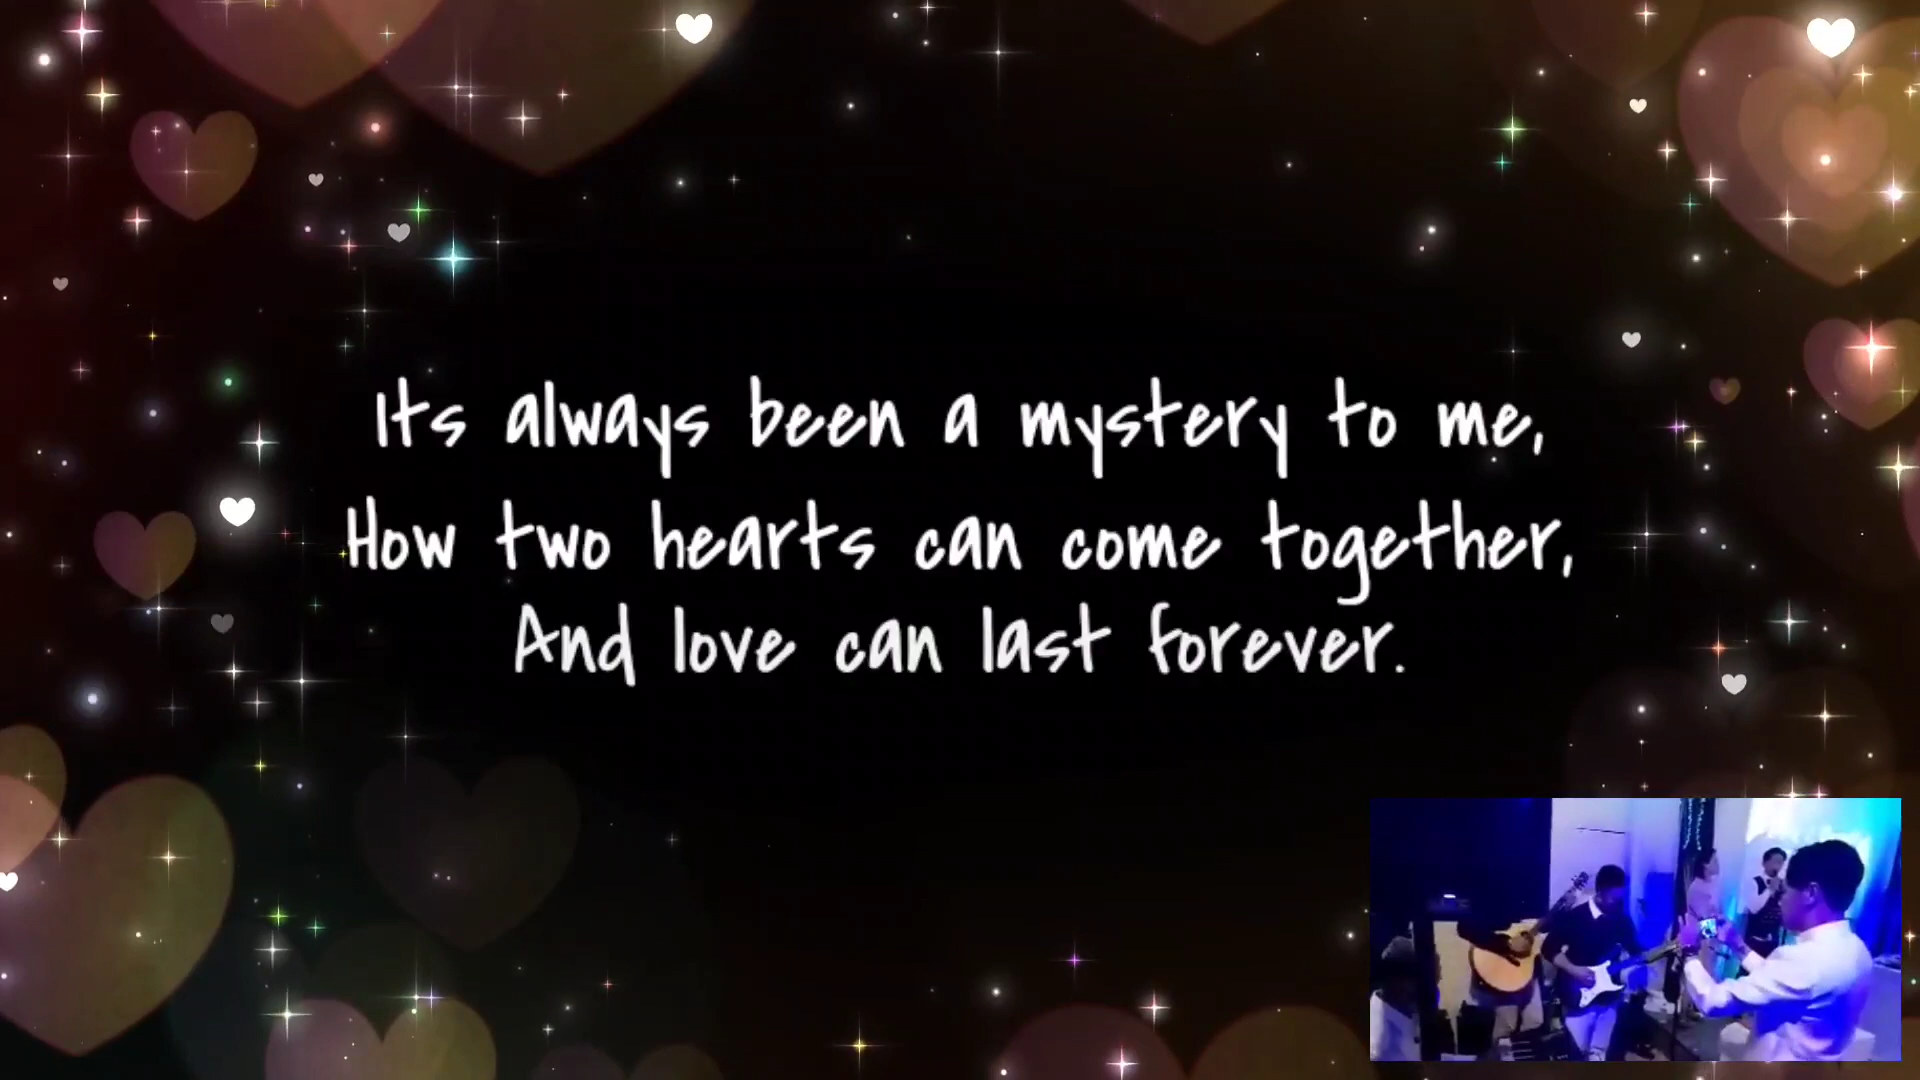 Its always been a mystery to me,
How two hearts can come together,
And love can last forever.